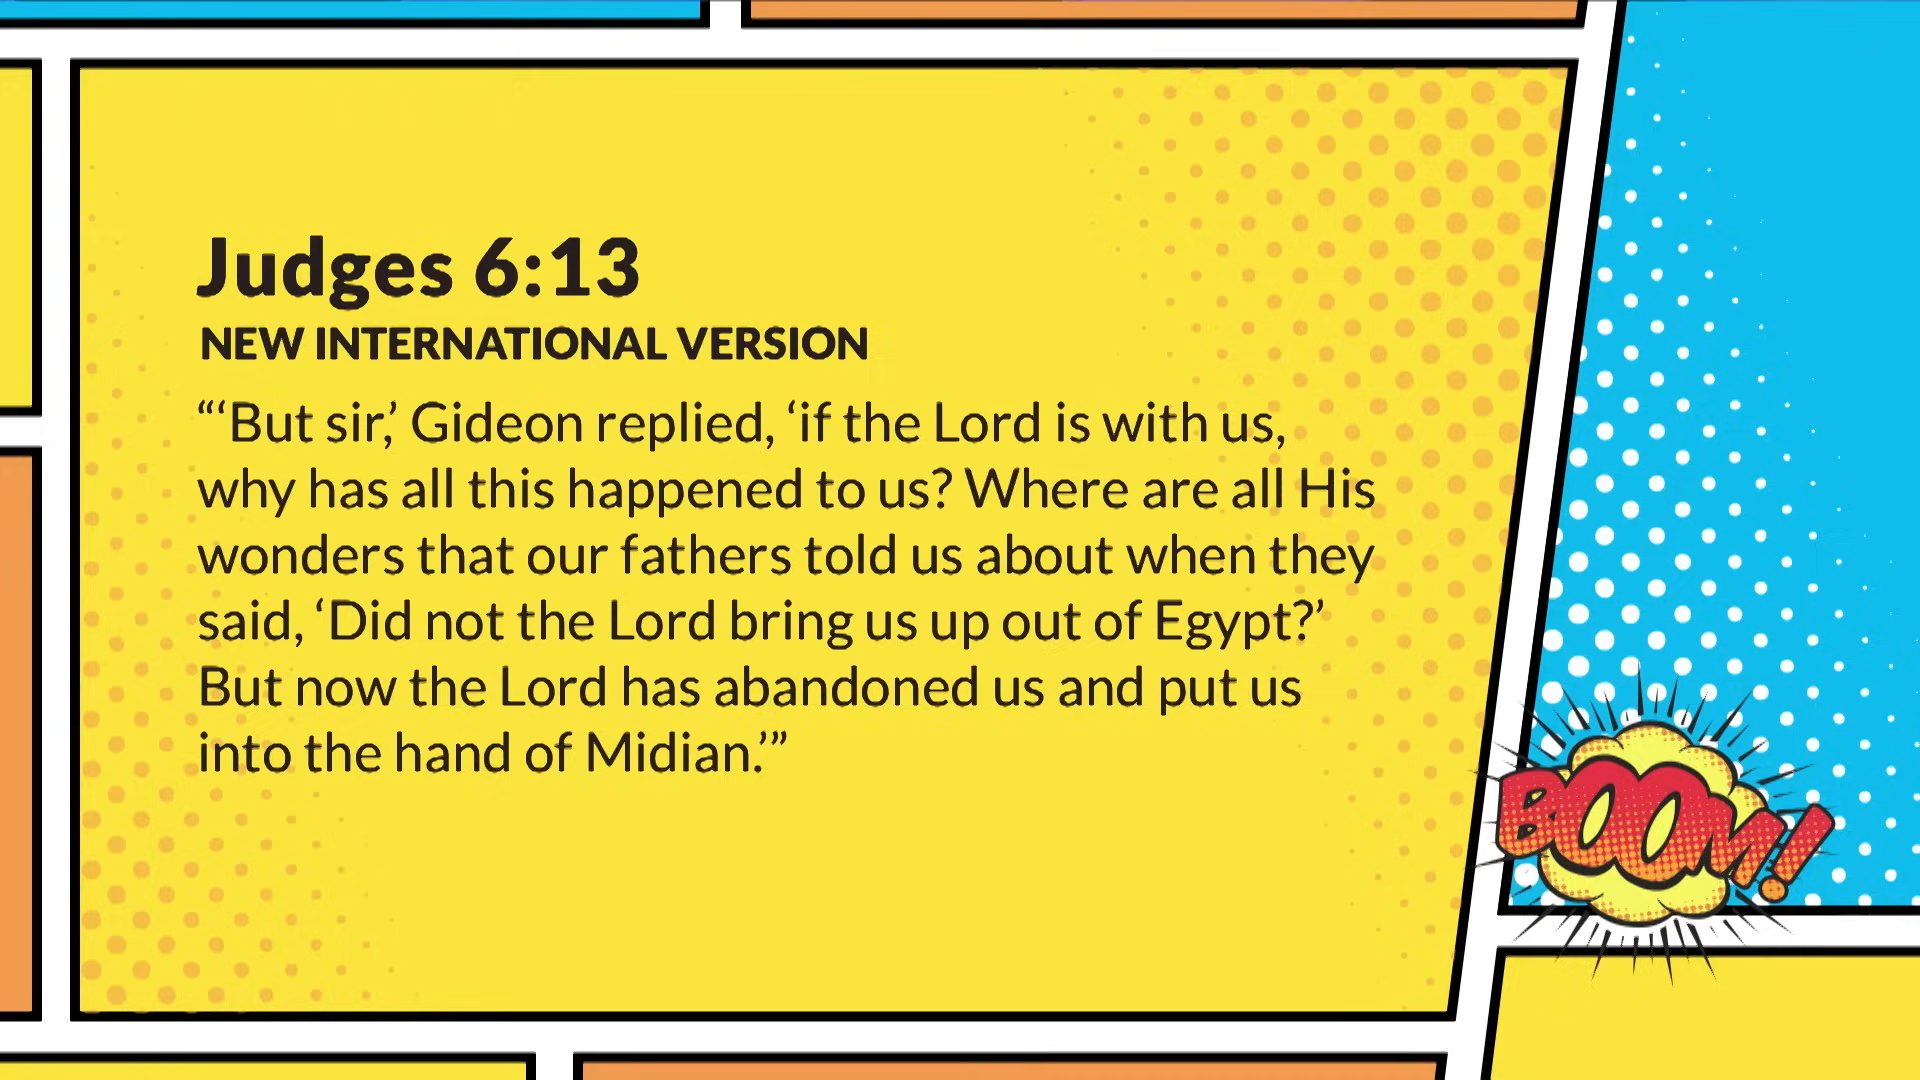 Judges 6:13
NEW INTERNATIONAL VERSION
“‘But sir,’ Gideon replied, ‘if the Lord is with us,
why has all this happened to us? Where are all His
wonders that our fathers told us about when they
said, ‘Did not the Lord bring us up out of Egypt?’
But now the Lord has abandoned us and put us
into the hand of Midian.’”
BOOM!